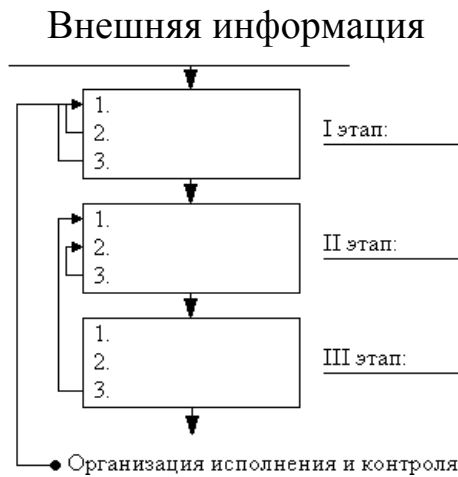 Внешняя информация
1.
2.
3.
I этап:
1.
2.
3.
II этап:
1.
2.
3.
III этап:
Организация исполнения и контроля